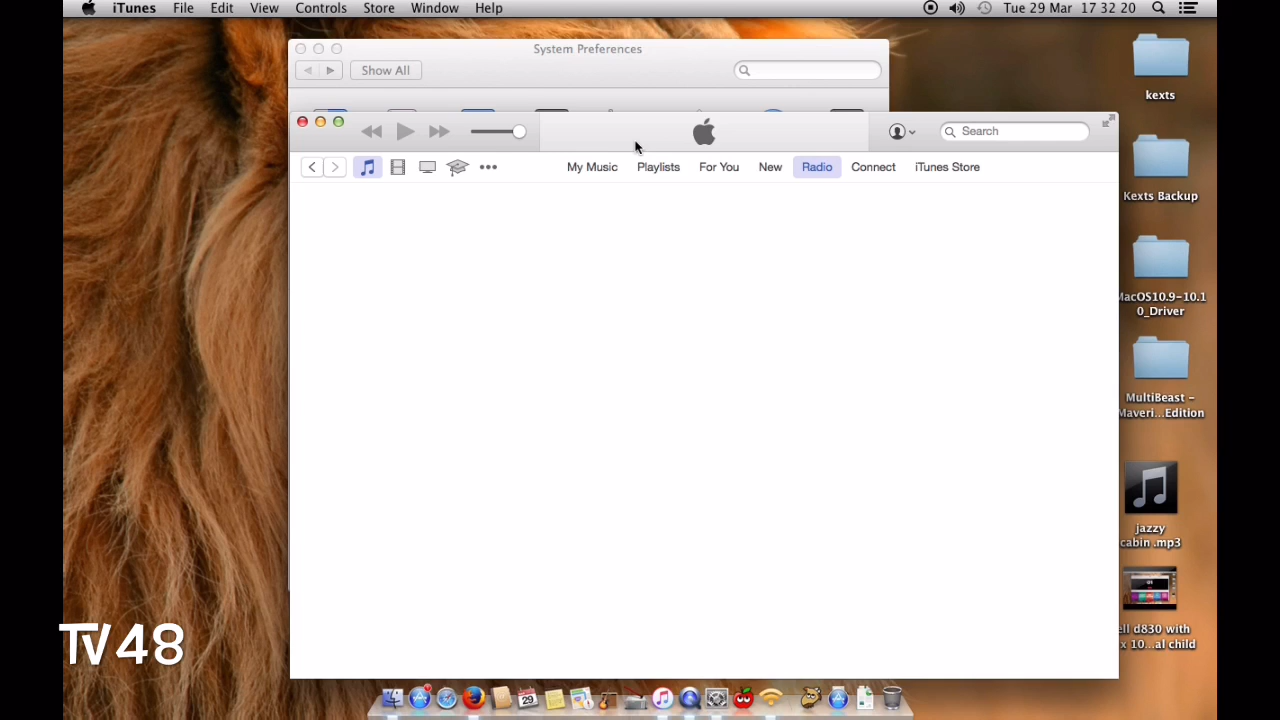 iTunes File Edit View Controls Store Window Help
Tue 29 Mar 17 32 20
System Preferences
Show All
Search
My Music Playlists For You New Radio Connect iTunes Store
kexts
Kexts Backup
MacOS10.9-10.1
0_Driver
MultiBeast -
Maveri...Edition
jazzy
cabin .mp3
ell d830 with
x 10...al child
29
TV48